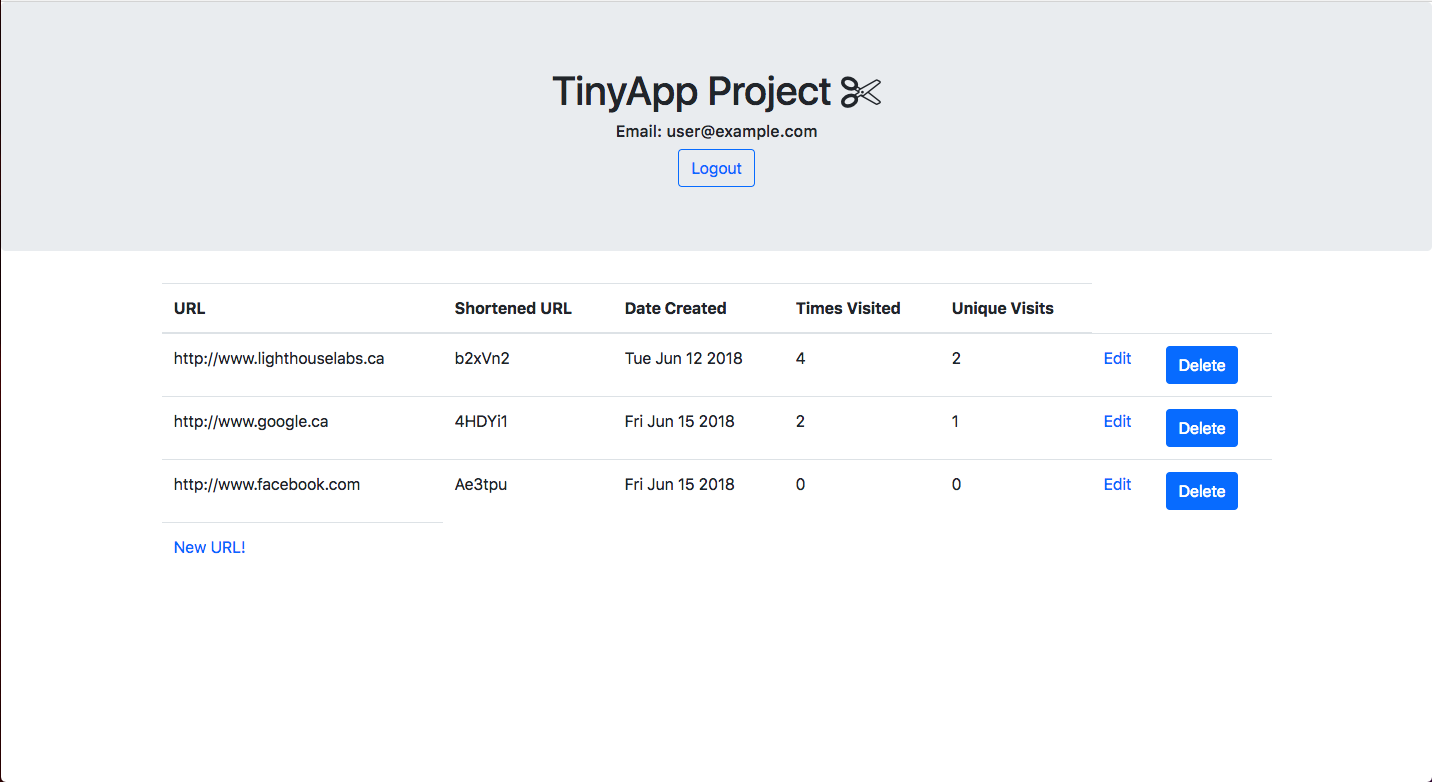 TinyApp Project ✄
Email: user@example.com
Logout
URL Shortened URL Date Created Times Visited Unique Visits
http://www.lighthouselabs.ca b2xVn2 Tue Jun 12 2018 4 2 Edit Delete
http://www.google.ca 4HDYi1 Fri Jun 15 2018 2 1 Edit Delete
http://www.facebook.com Ae3tpu Fri Jun 15 2018 0 0 Edit Delete
New URL!